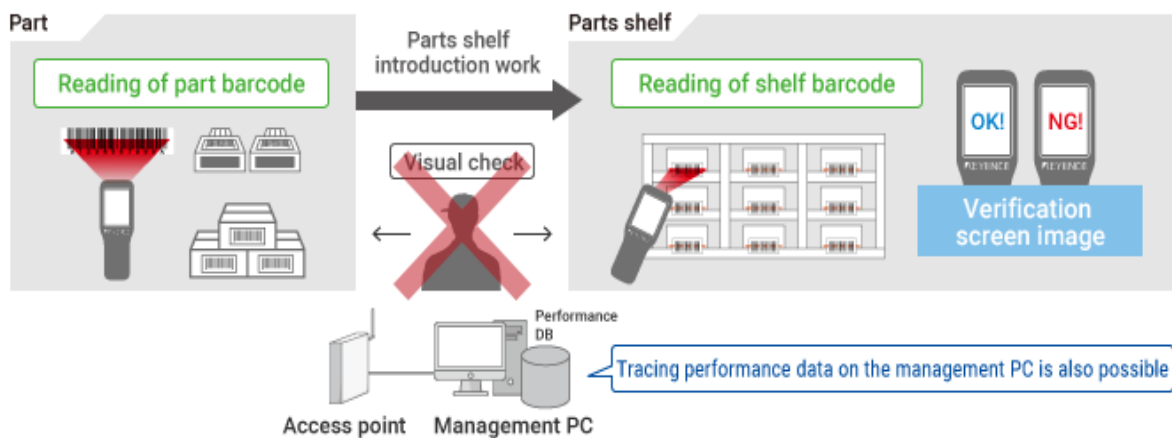 Part
Reading of part barcode
Parts shelf
introduction work
Visual check
Parts shelf
Reading of shelf barcode
OK!
KEYENCE
NG!
KEYENCE
Verification
screen image
Performance
DB
Access point
Management PC
Tracing performance data on the management PC is also possible